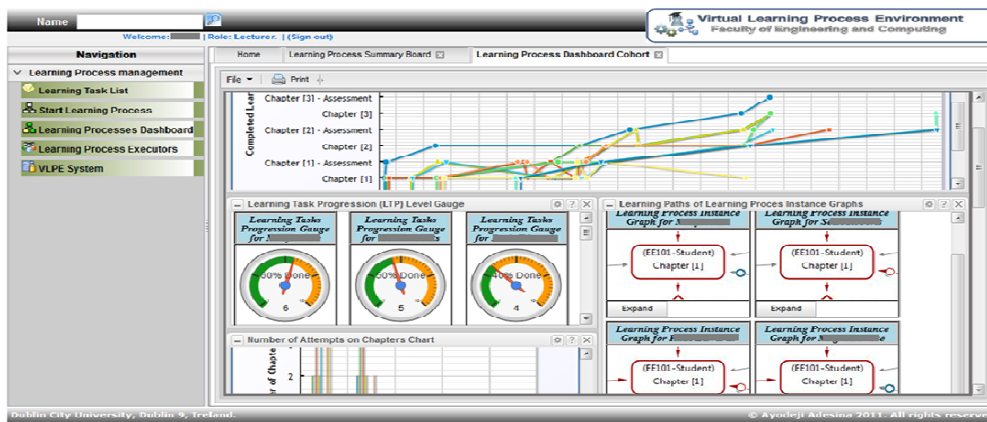 Name
Virtual Learning Process Environment
Faculty of Engineering and Computing
Welcome: | Role: Lecturer. | (Sign out)
Navigation
Home
Learning Process Summary Board
Learning Process Dashboard Cohort
Learning Process management
Learning Task List
Start Learning Process
Learning Processes Dashboard
Learning Process Executors
VLPE System
File
Print
Completed Lear
Chapter [3] - Assessment
Chapter [3]
Chapter [2] - Assessment
Chapter [2]
Chapter [1] - Assessment
Chapter [1]
Learning Task Progression (LTP) Level Gauge
Learning Tasks
Progression Gauge
for
60% Done
6
Learning Tasks
Progression Gauge
for
50% Done
5
Learning Tasks
Progression Gauge
for
40% Done
4
Learning Paths of Learning Proces Instance Graphs
Learning Process Instance
Graph for
(EE101-Student)
Chapter [1]
Expand
Learning Process Instance
Graph for
(EE101-Student)
Chapter [1]
Expand
Learning Process Instance
Graph for
(EE101-Student)
Chapter [1]
Learning Process Instance
Graph for
(EE101-Student)
Chapter [1]
Number of Attempts on Chapters Chart
r of Chapte
2
Dublin City University, Dublin 9, Ireland.
© Ayodeji Adesina 2011. All rights reserve